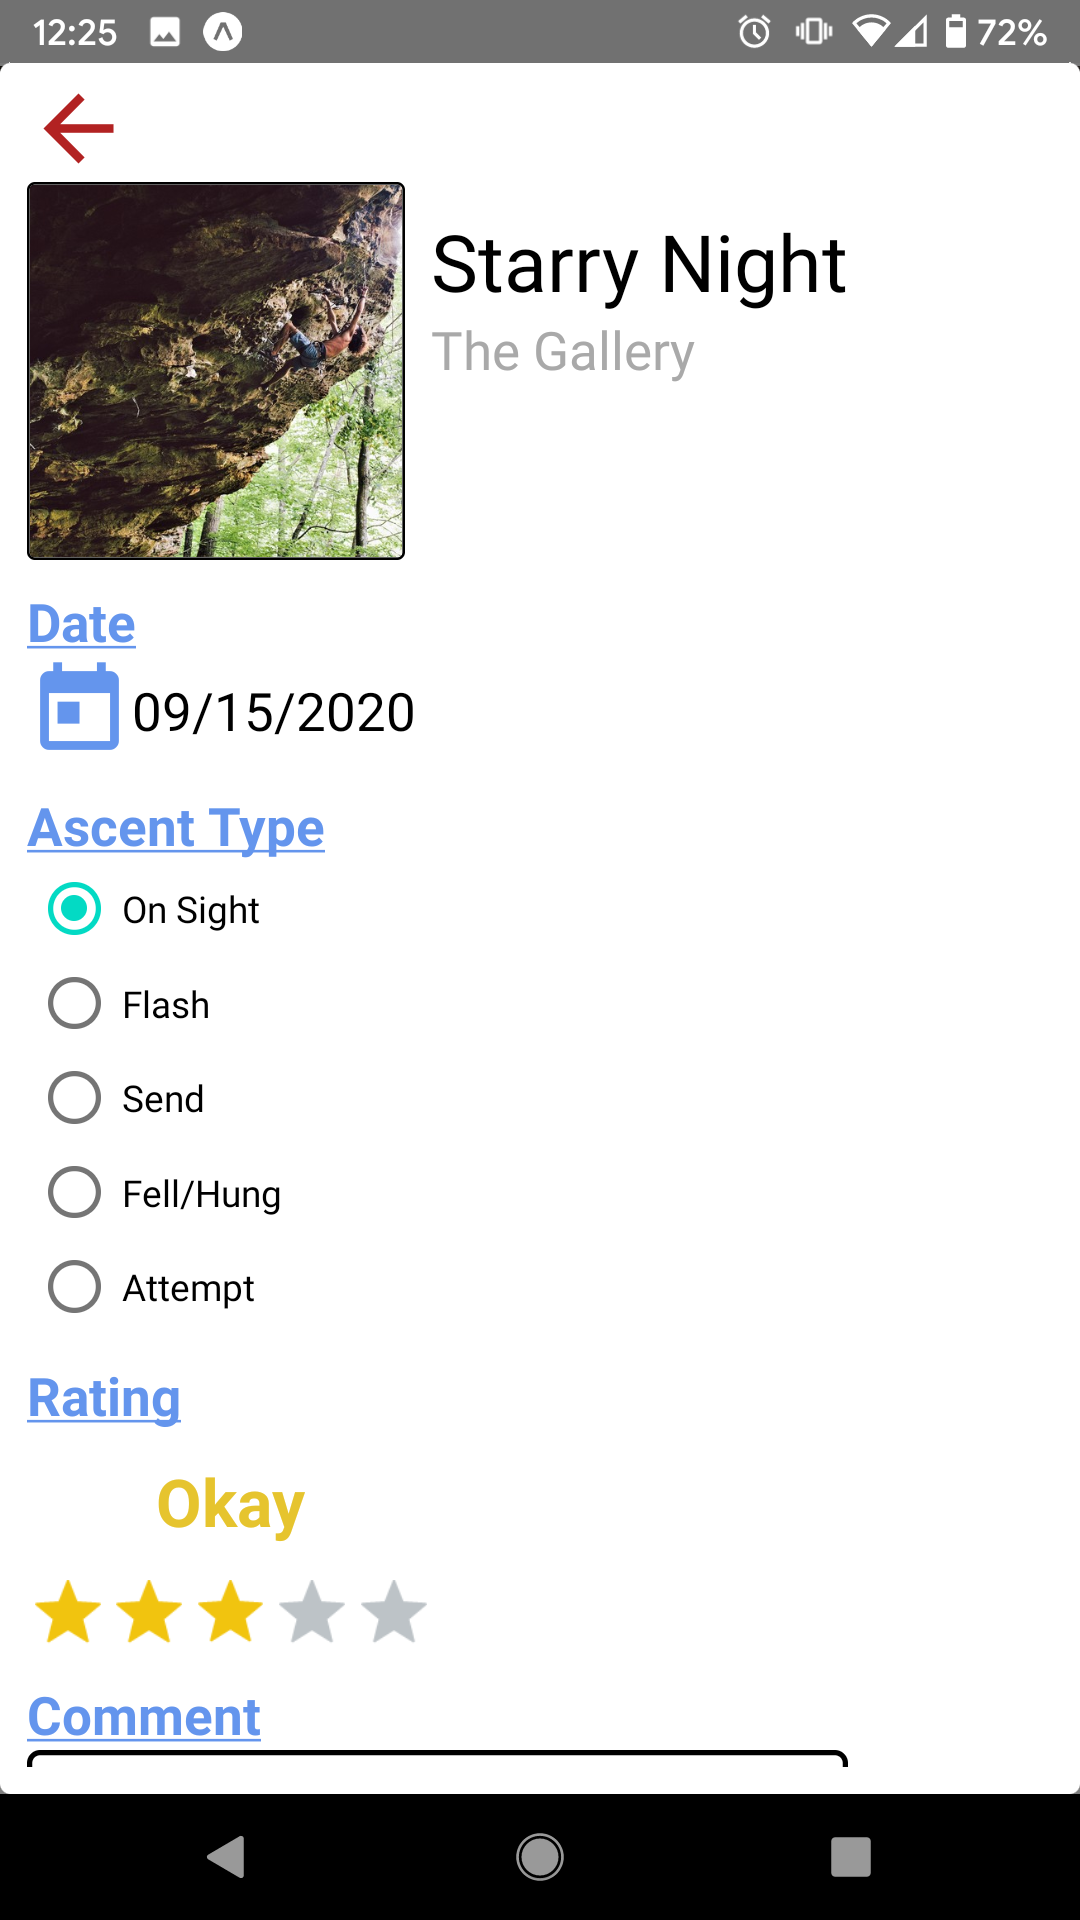 12:25
72%
Starry Night
The Gallery
Date
09/15/2020
Ascent Type
On Sight
Flash
Send
Fell/Hung
Attempt
Rating
Okay
Comment